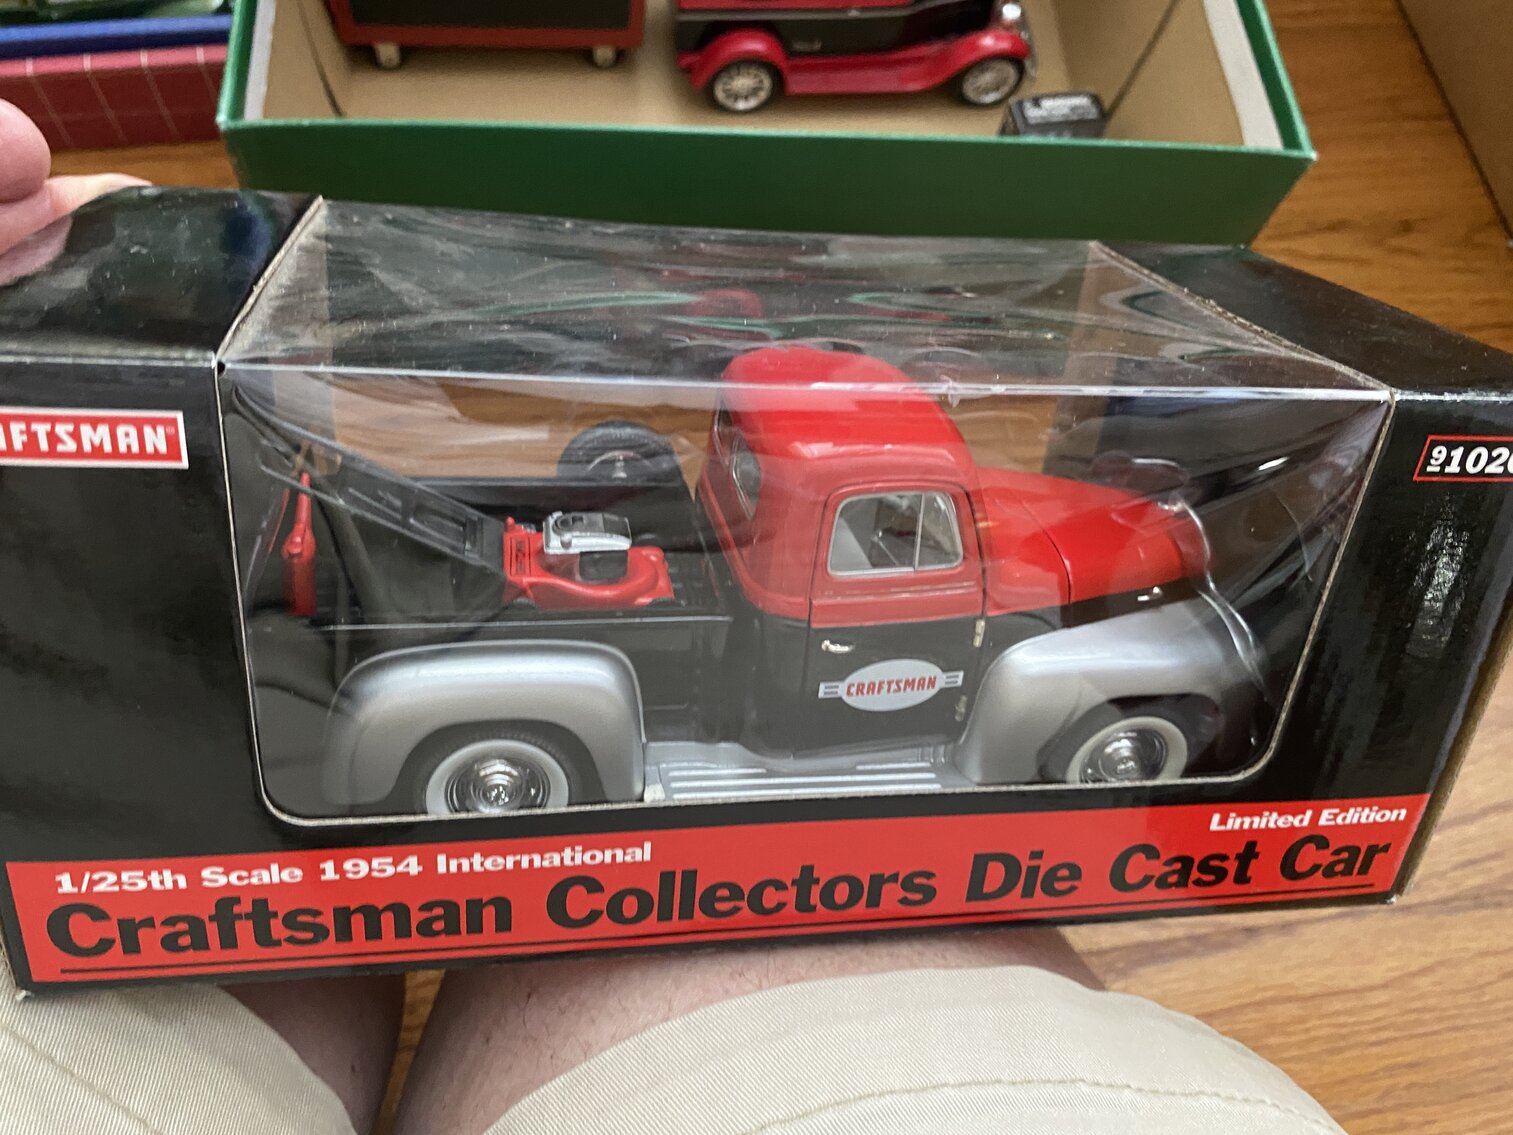 AFTSMAN
91020
CRAFTSMAN
Limited Edition
1/25th Scale 1954 International
Craftsman Collectors Die Cast Car